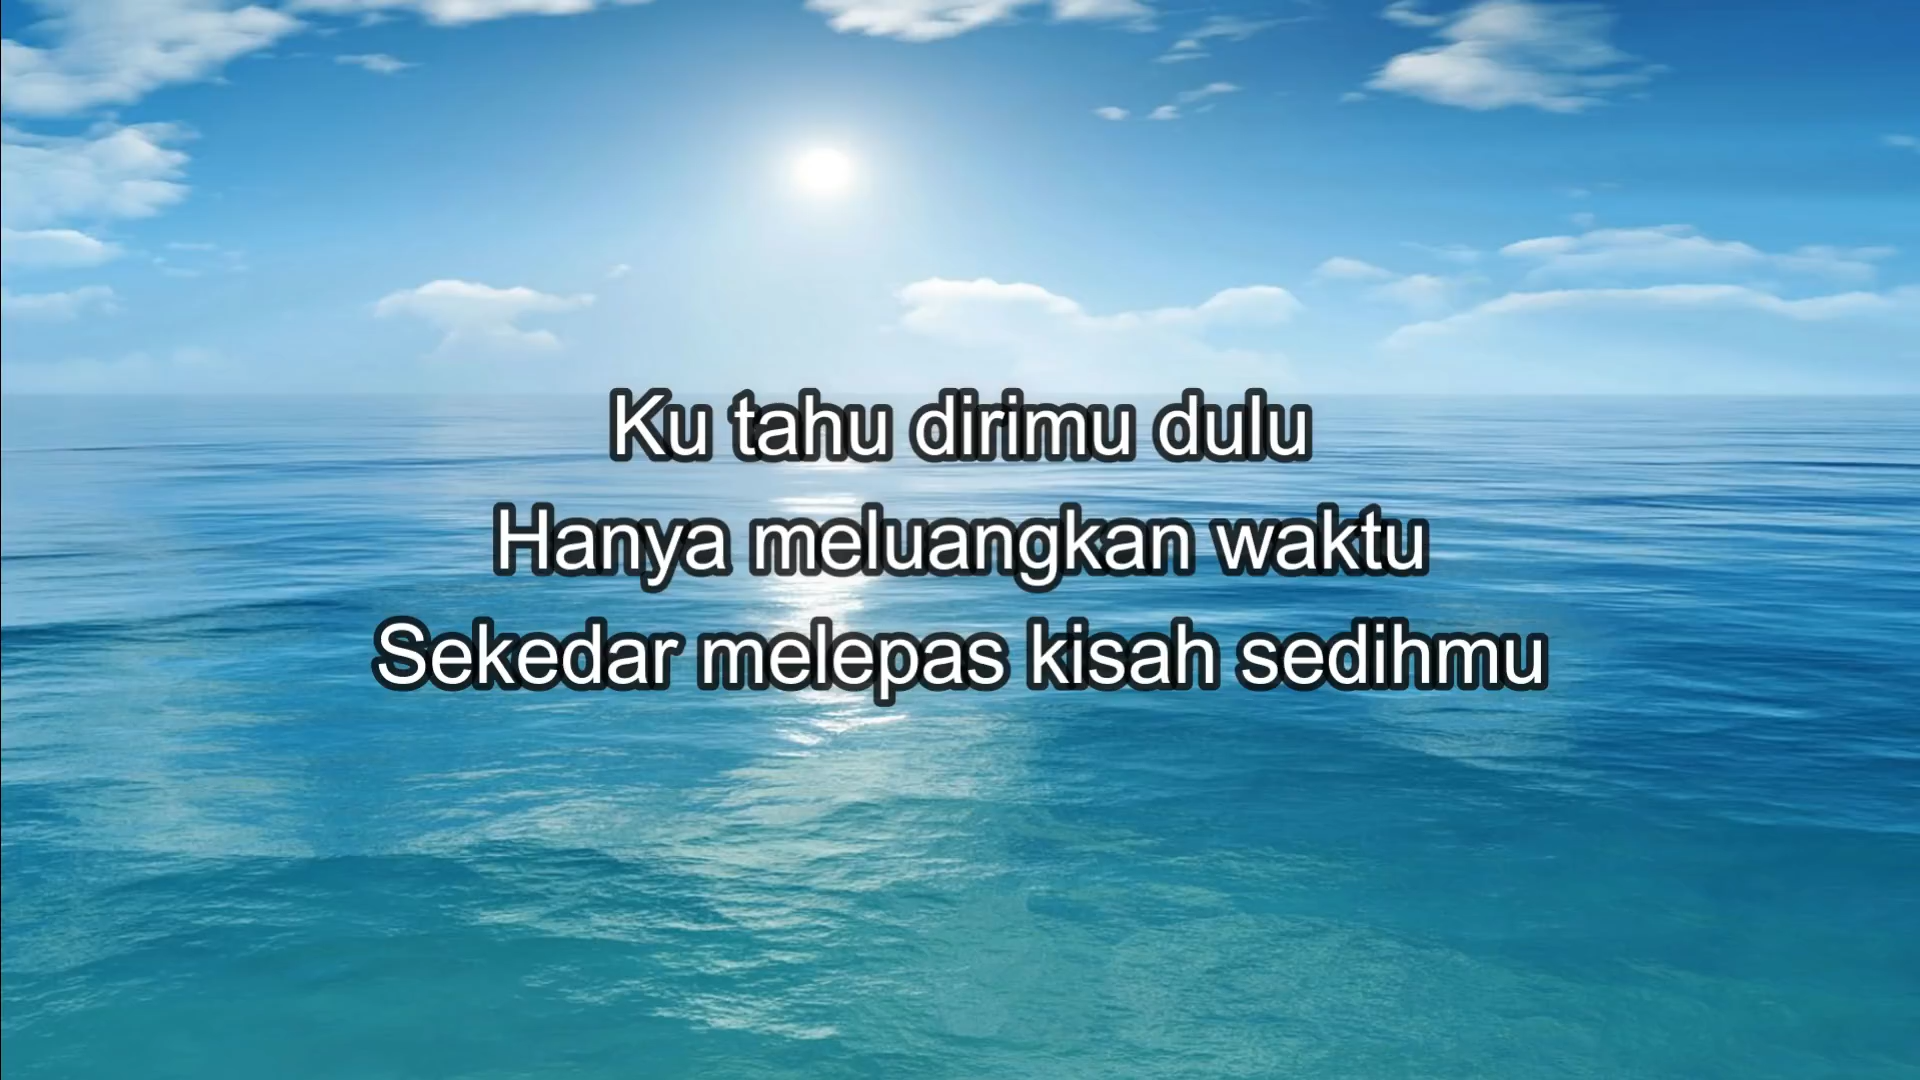 Ku tahu dirimu dulu
Hanya meluangkan waktu
Sekedar melepas kisah sedihmu